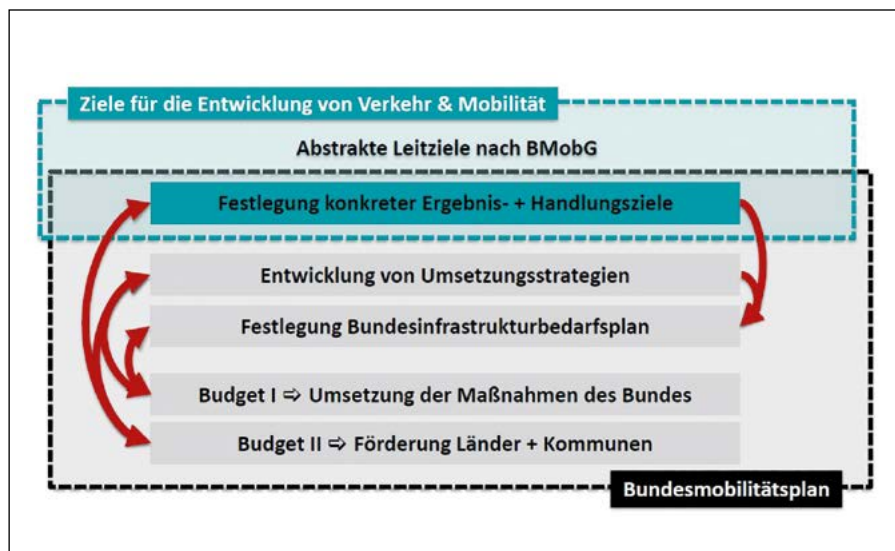 Ziele für die Entwicklung von Verkehr & Mobilität
Abstrakte Leitziele nach BMobG
Festlegung konkreter Ergebnis- + Handlungsziele
Entwicklung von Umsetzungsstrategien
Festlegung Bundesinfrastrukturbedarfsplan
Budget I ⇨ Umsetzung der Maßnahmen des Bundes
Budget II ⇨ Förderung Länder + Kommunen
Bundesmobilitätsplan